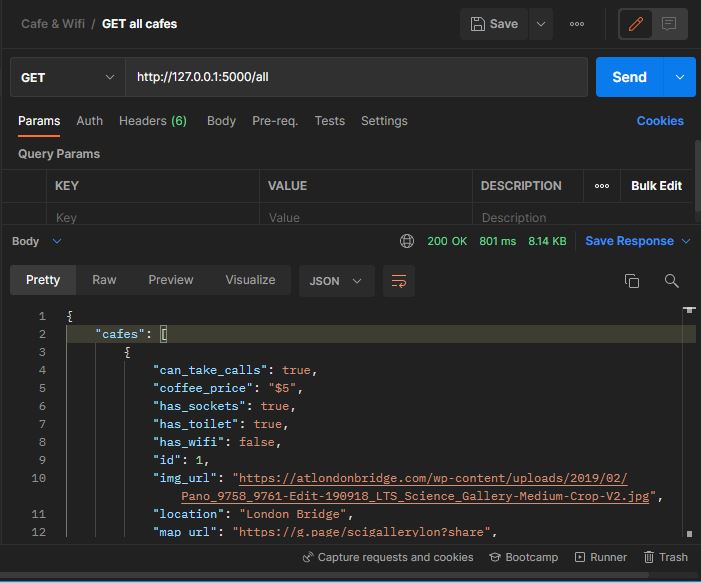 Cafe & Wifi / GET all cafes
Save
GET http://127.0.0.1:5000/all Send
Params Auth Headers (6) Body Pre-req. Tests Settings Cookies
Query Params
KEY VALUE DESCRIPTION Bulk Edit
Key Value Description
Body 200 OK 801 ms 8.14 KB Save Response
Pretty Raw Preview Visualize JSON
1 {
2 "cafes": [
3 {
4 "can_take_calls": true,
5 "coffee_price": "$5",
6 "has_sockets": true,
7 "has_toilet": true,
8 "has_wifi": false,
9 "id": 1,
10 "img_url": "https://atlondonbridge.com/wp-content/uploads/2019/02/
Pano_9758_9761-Edit-190918_LTS_Science_Gallery-Medium-Crop-V2.jpg",
11 "location": "London Bridge",
12 "map_url": "https://g.page/scigallerylon?share",
Capture requests and cookies Bootcamp Runner Trash